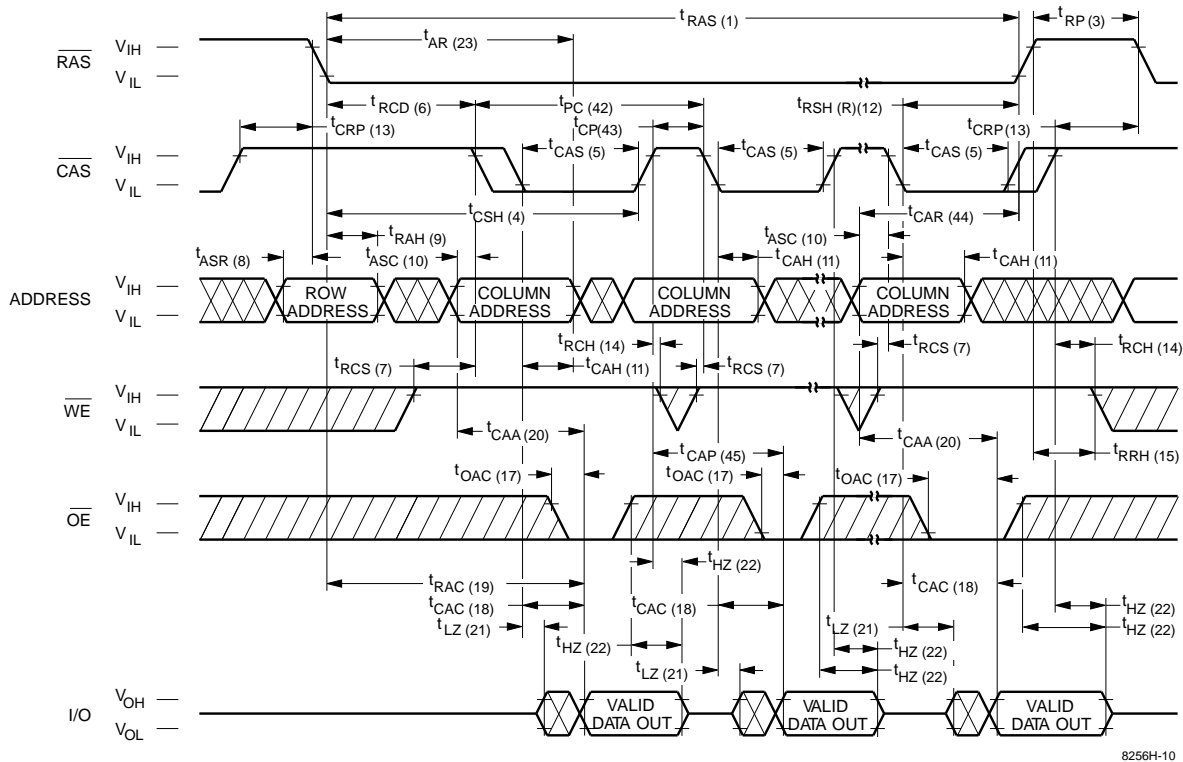 t RAS (1)
t RP (3)
t AR (23)
RAS
V IH
V IL
t RCD (6)
t PC (42)
t RSH (R)(12)
t CRP (13)
t CP(43)
t CRP (13)
CAS
V IH
V IL
t CAS (5)
t CAS (5)
t CAS (5)
t CSH (4)
t CAR (44)
t RAH (9)
t ASC (10)
t ASR (8)
t ASC (10)
t CAH (11)
t CAH (11)
ADDRESS
V IH
V IL
ROW ADDRESS
COLUMN ADDRESS
COLUMN ADDRESS
COLUMN ADDRESS
t RCH (14)
t RCS (7)
t RCH (14)
t RCS (7)
t CAH (11)
t RCS (7)
WE
V IH
V IL
t CAA (20)
t CAP (45)
t CAA (20)
t RRH (15)
t OAC (17)
t OAC (17)
t OAC (17)
OE
V IH
V IL
t HZ (22)
t RAC (19)
t CAC (18)
t CAC (18)
t CAC (18)
t HZ (22)
t LZ (21)
t LZ (21)
t HZ (22)
t HZ (22)
t HZ (22)
t LZ (21)
t HZ (22)
I/O
V OH
V OL
VALID DATA OUT
VALID DATA OUT
VALID DATA OUT
8256H-10